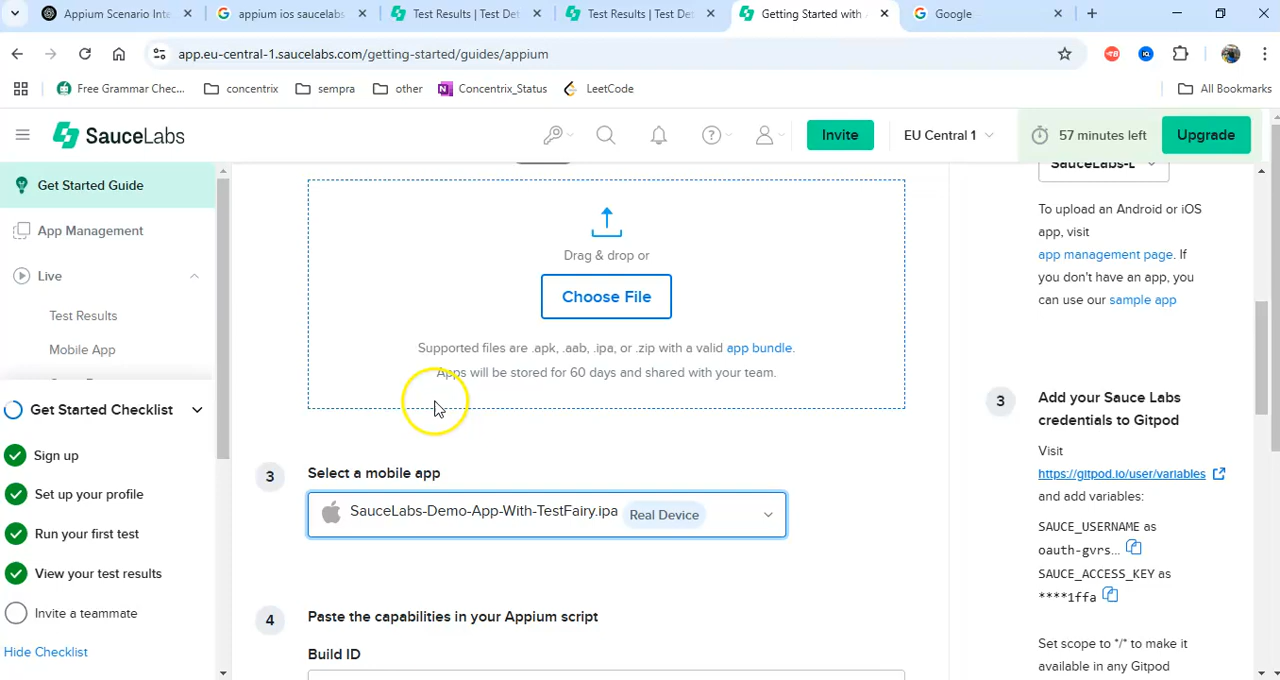 Appium Scenario Inte
appium ios saucelabs
Test Results | Test Det
Test Results | Test Det
Getting Started with A
Google
app.eu-central-1.saucelabs.com/getting-started/guides/appium
Free Grammar Chec...
concentrix
sempra
other
Concentrix_Status
LeetCode
All Bookmarks
SAUCELABS
Invite
EU Central 1
57 minutes left
Upgrade
Get Started Guide
App Management
Live
Test Results
Mobile App
Get Started Checklist
Sign up
Set up your profile
Run your first test
View your test results
Invite a teammate
Hide Checklist
Drag & drop or
Choose File
Supported files are .apk, .aab, .ipa, or .zip with a valid app bundle.
Apps will be stored for 60 days and shared with your team.
3
Select a mobile app
SauceLabs-Demo-App-With-TestFairy.ipa
Real Device
4
Paste the capabilities in your Appium script
Build ID
SauceLabs-L
To upload an Android or iOS
app, visit
app management page. If
you don't have an app, you
can use our sample app
3
Add your Sauce Labs
credentials to Gitpod
Visit
https://gitpod.io/user/variables
and add variables:
SAUCE_USERNAME as
oauth-gvrs…
SAUCE_ACCESS_KEY as
****1ffa
Set scope to "/" to make it
available in any Gitpod